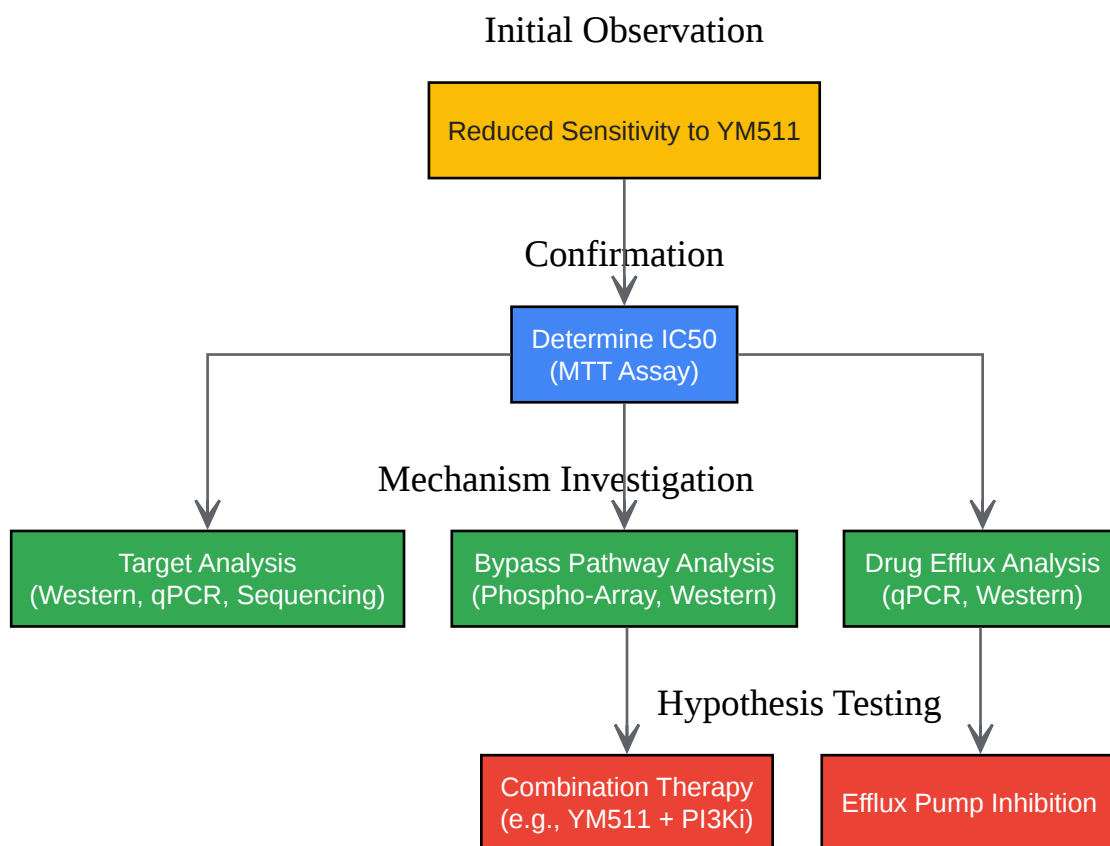 Initial Observation
Reduced Sensitivity to YM511
Confirmation
Determine IC50
(MTT Assay)
Mechanism Investigation
Target Analysis
(Western, qPCR, Sequencing)
Bypass Pathway Analysis
(Phospho-Array, Western)
Drug Efflux Analysis
(qPCR, Western)
Hypothesis Testing
Combination Therapy
(e.g., YM511 + PI3Ki)
Efflux Pump Inhibition